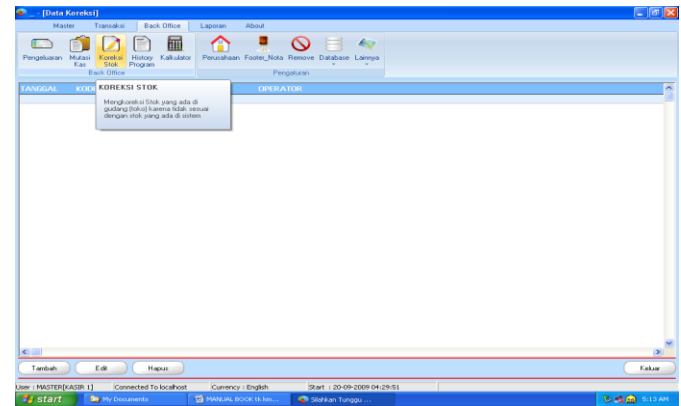 _ - [Data Koreksi]
Master Transaksi Back Office Laporan About
Pengeluaran Mutasi Kas Koreksi Stok History Program Kalkulator Perusahaan Footer_Nota Remove Database Lainnya
Back Office Pengaturan
TANGGAL OPERATOR
KOREKSI STOK
Mengkoreksi Stok yang ada di
gudang (toko) karena tidak sesuai
dengan stok yang ada di sistem
Tambah Edit Hapus Keluar
User : MASTER[KASIR 1] Connected To localhost Currency : English Start : 20-09-2009 04:29:51
start My Documents MANUAL BOOK tk.kom... Silahkan Tunggu ... 5:13 AM